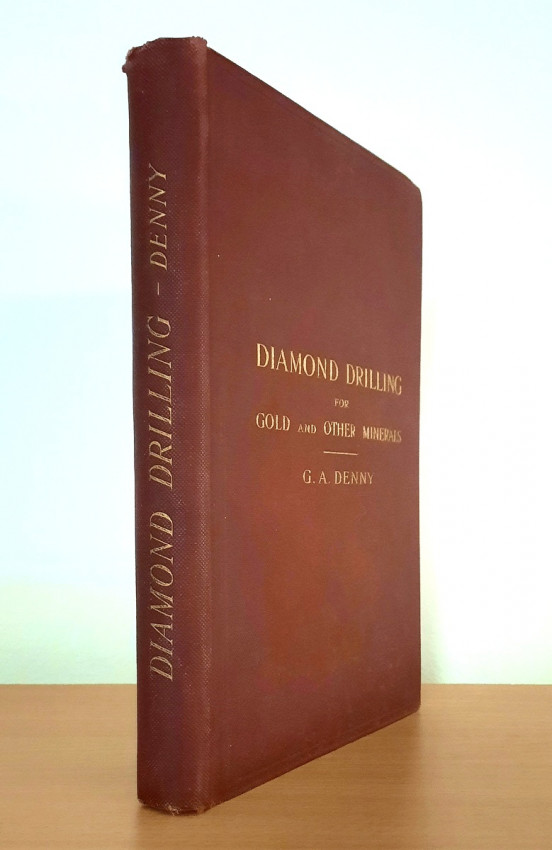 DIAMOND DRILLING – DENNY
DIAMOND DRILLING
FOR
GOLD AND OTHER MINERALS
G. A. DENNY